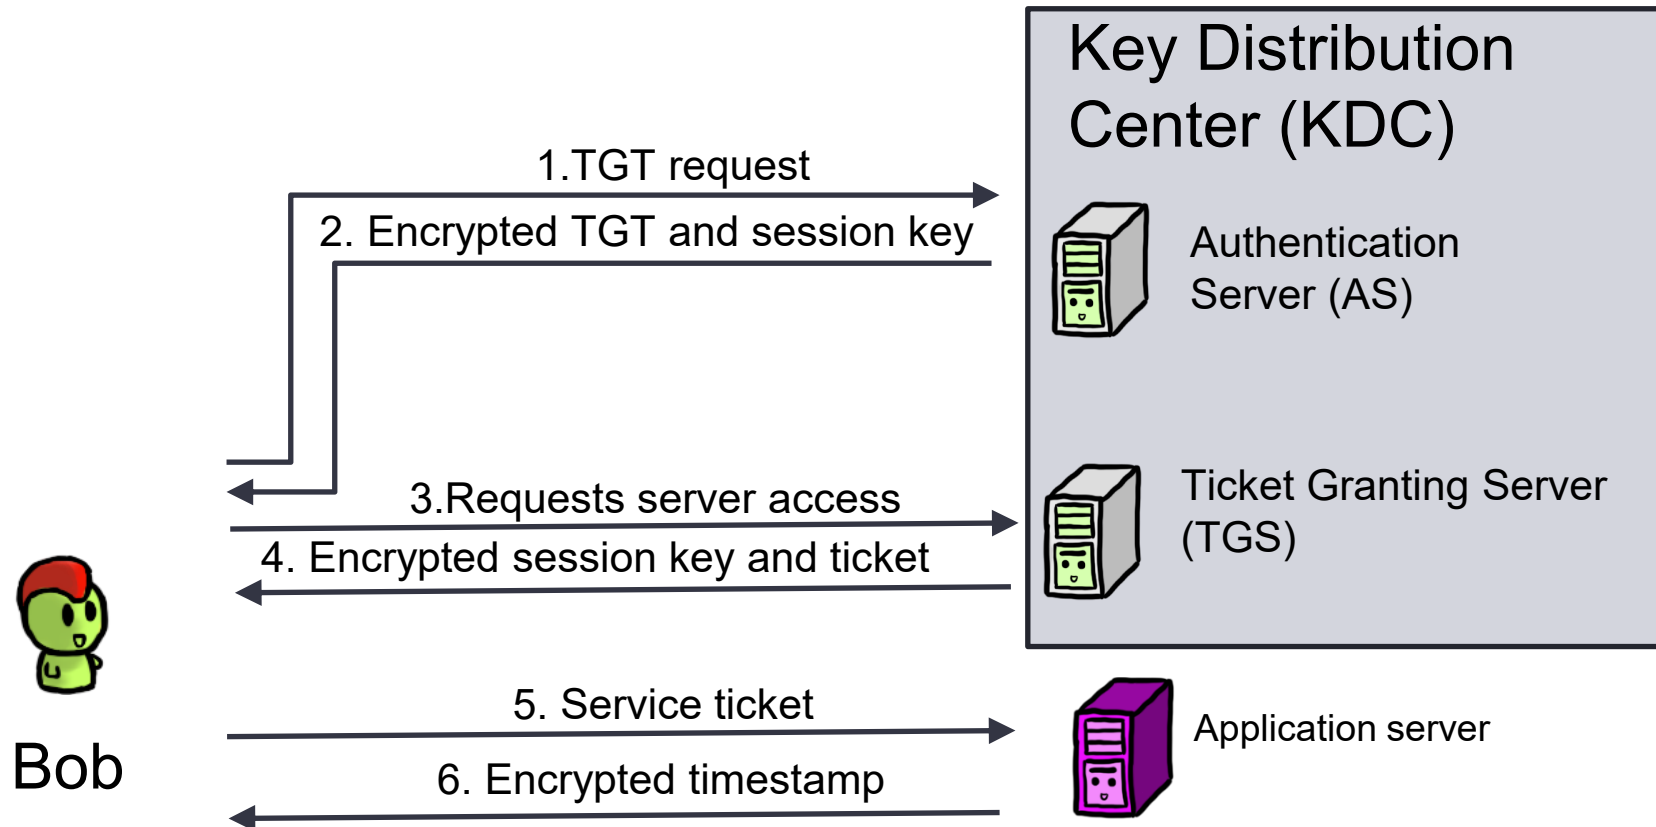 Key Distribution
Center (KDC)
1.TGT request
2. Encrypted TGT and session key
Authentication
Server (AS)
3.Requests server access
Ticket Granting Server
(TGS)
4. Encrypted session key and ticket
5. Service ticket
Application server
Bob
6. Encrypted timestamp